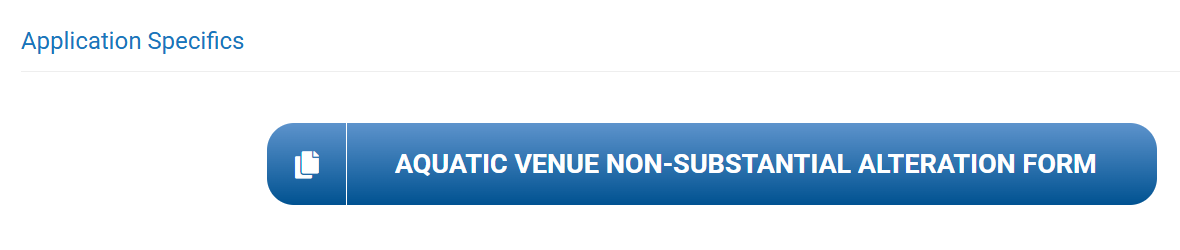 Application Specifics
AQUATIC VENUE NON-SUBSTANTIAL ALTERATION FORM